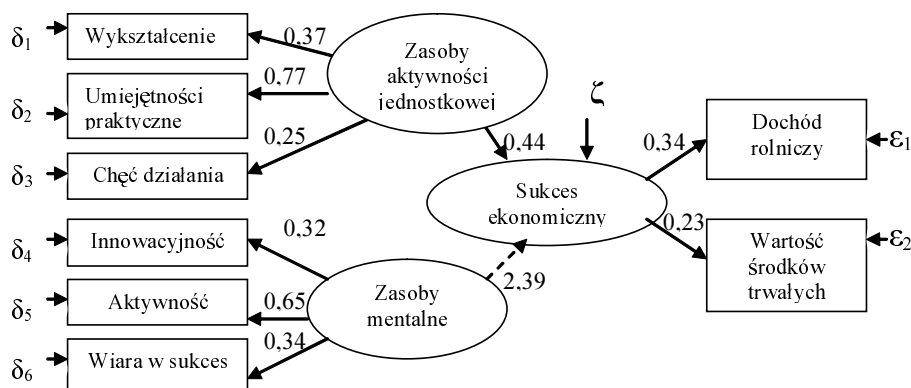 δ1
Wykształcenie
0,37
δ2
Umiejętności
praktyczne
0,77
δ3
Chęć działania
0,25
Zasoby
aktywności
jednostkowej
0,44
ζ
δ4
Innowacyjność
0,32
δ5
Aktywność
0,65
δ6
Wiara w sukces
0,34
Zasoby
mentalne
2,39
Sukces
ekonomiczny
0,34
Dochód
rolniczy
ε1
0,23
Wartość
środków
trwałych
ε2